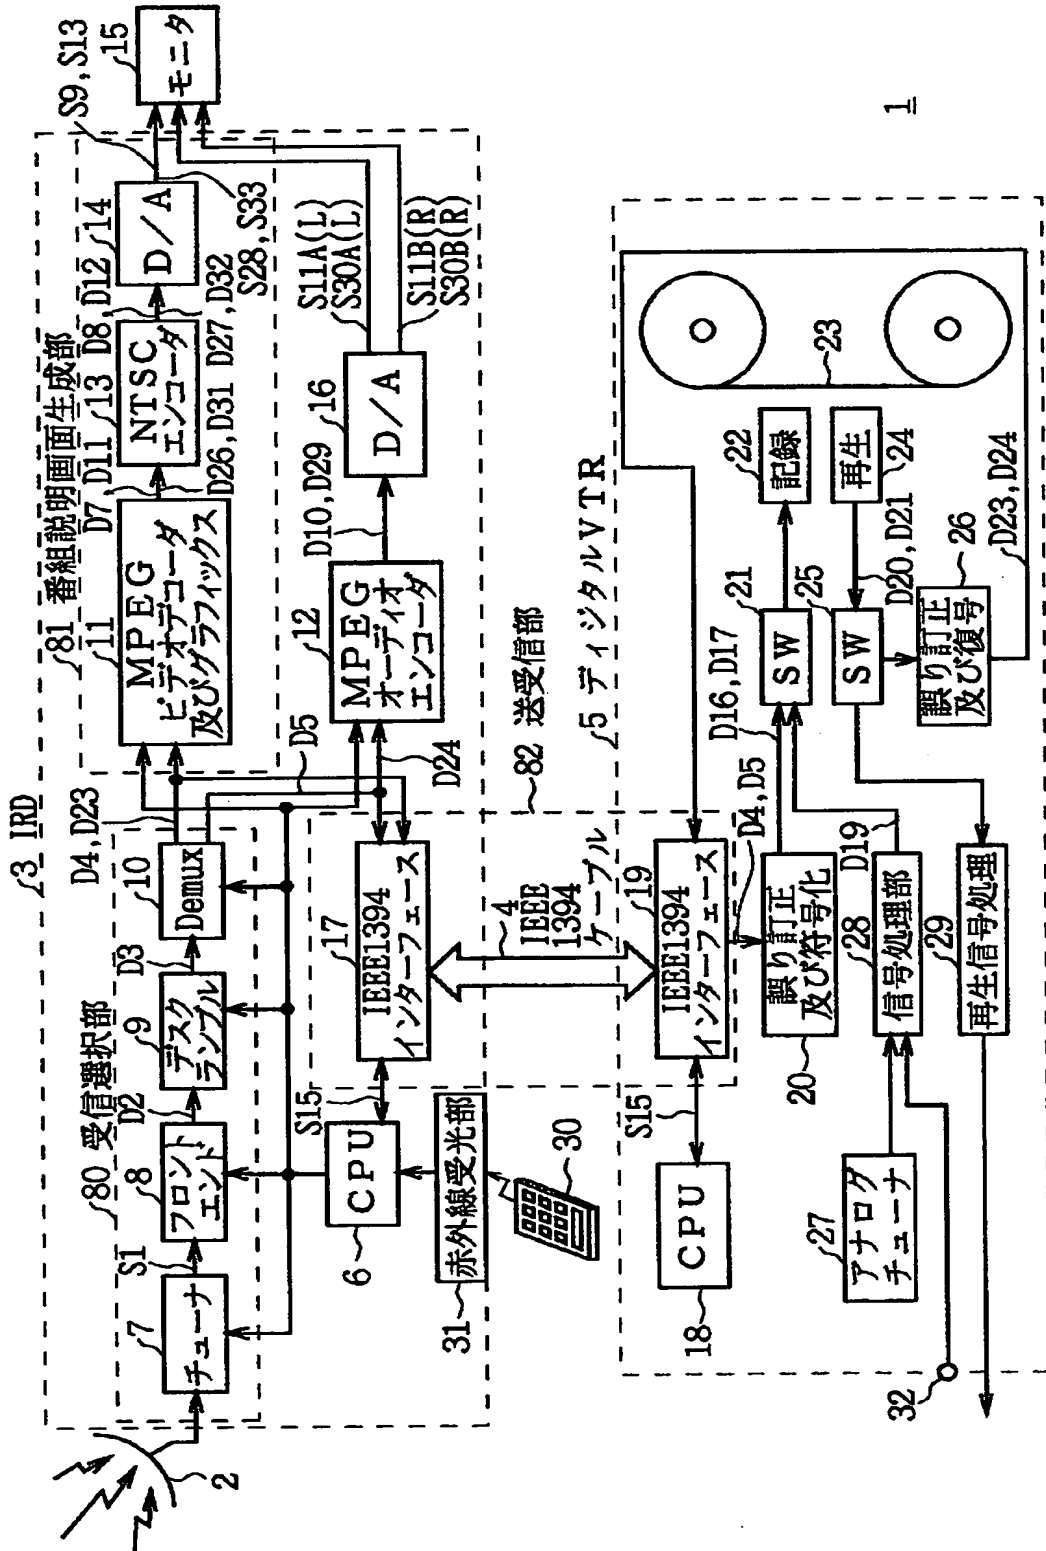 3 IRD
80 受信選択部
7
チューナ
S1
8
フロント
エンド
D2
9
デスク
ランブル
D3
10
Demux
D4,D23
81 番組説明画面生成部
11
MPEG
ビデオデコーダ
及びグラフィックス
D7,D11
D26,D31
13
NTSC
エンコーダ
D8,D12
D27,D32
14
D/A
S28,S33
S9,S13
15
モニタ
2
D5
D24
12
MPEG
オーディオ
エンコーダ
D10,D29
16
D/A
S11A(L)
S30A(L)
S11B(R)
S30B(R)
6
CPU
S15
17
IEEE1394
インターフェース
82 送受信部
31
赤外線受光部
30
4
IEEE
1394
ケーブル
5 ディジタルVTR
18
CPU
S15
19
IEEE1394
インターフェース
D4,D5
20
誤り訂正
及び符号化
D16,D17
21
SW
22
記録
23
24
再生
D20,D21
25
SW
26
誤り訂正
及び復号
D23,D24
27
アナログ
チューナ
28
信号処理部
D19
29
再生信号処理
32
1